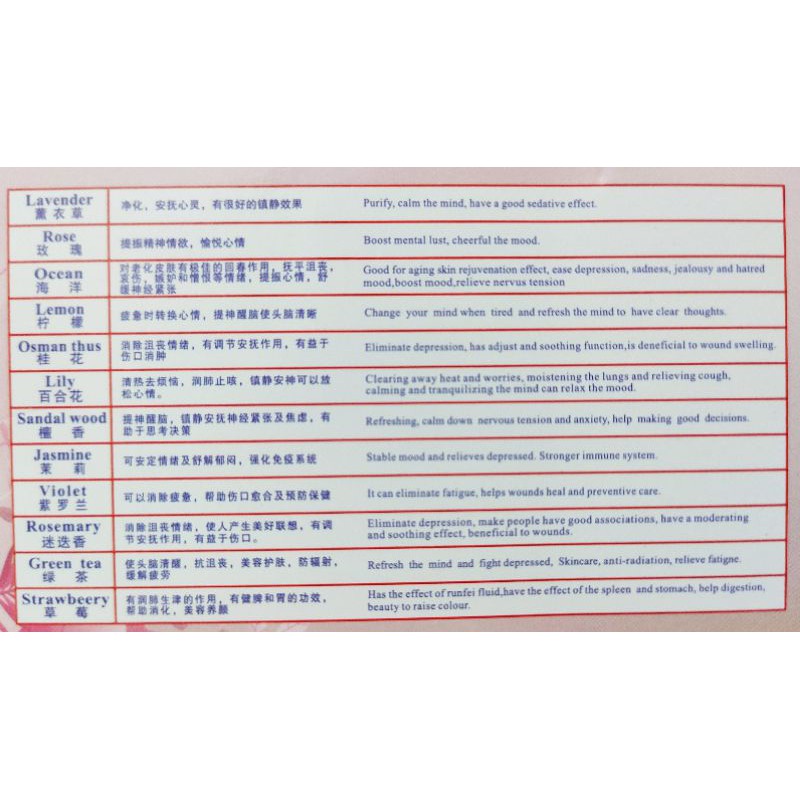 Lavender
薰衣草
净化，安抚心灵，有很好的镇静效果
Purify, calm the mind, have a good sedative effect.
Rose
玫 瑰
提振精神情欲，愉悦心情
Boost mental lust, cheerful the mood.
Ocean
海 洋
对老化皮肤有极佳的回春作用，抚平沮丧，
哀伤、嫉妒和憎恨等情绪，提振心情，舒
缓神经紧张
Good for aging skin rejuvenation effect, ease depression, sadness, jealousy and hatred
mood,boost mood,relieve nervus tension
Lemon
柠 檬
疲惫时转换心情，提神醒脑使头脑清晰
Change your mind when tired and refresh the mind to have clear thoughts.
Osman thus
桂 花
消除沮丧情绪，有调节安抚作用，有益于
伤口消肿
Eliminate depression, has adjust and soothing function,is deneficial to wound swelling.
Lily
百合花
清热去烦恼，润肺止咳，镇静安神可以放
松心情。
Clearing away heat and worries, moistening the lungs and relieving cough,
calming and tranquilizing the mind can relax the mood.
Sandal wood
檀 香
提神醒脑，镇静安抚神经紧张及焦虑，有
助于思考决策
Refreshing, calm down nervous tension and anxiety, help making good decisions.
Jasmine
茉 莉
可安定情绪及舒解郁闷，强化免疫系统
Stable mood and relieves depressed. Stronger immune system.
Violet
紫罗兰
可以消除疲惫，帮助伤口愈合及预防保健
It can eliminate fatigue, helps wounds heal and preventive care.
Rosemary
迷迭香
消除沮丧情绪，使人产生美好联想，有调
节安抚作用，有益于伤口。
Eliminate depression, make people have good associations, have a moderating
and soothing effect, beneficial to wounds.
Green tea
绿 茶
使头脑清醒，抗沮丧，美容护肤，防辐射，
缓解疲劳
Refresh the mind and fight depressed, Skincare, anti-radiation, relieve fatigne.
Strawbeery
草 莓
有润肺生津的作用，有健脾和胃的功效，
帮助消化，美容养颜
Has the effect of runfei fluid,have the effect of the spleen and stomach, help digestion,
beauty to raise colour.